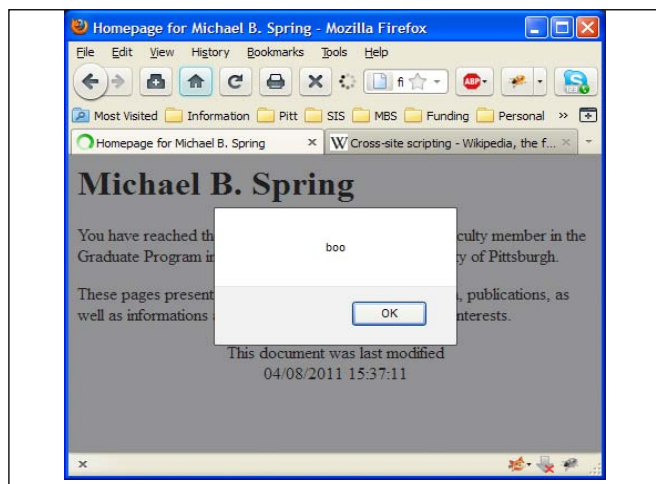 Homepage for Michael B. Spring - Mozilla Firefox
File Edit View History Bookmarks Tools Help
fi ABP
Most Visited Information Pitt SIS MBS Funding Personal »
Homepage for Michael B. Spring × W Cross-site scripting - Wikipedia, the f... ×
Michael B. Spring
You have reached th culty member in the
Graduate Program in y of Pittsburgh.
These pages present , publications, as
well as informations nterests.
boo
OK
This document was last modified
04/08/2011 15:37:11